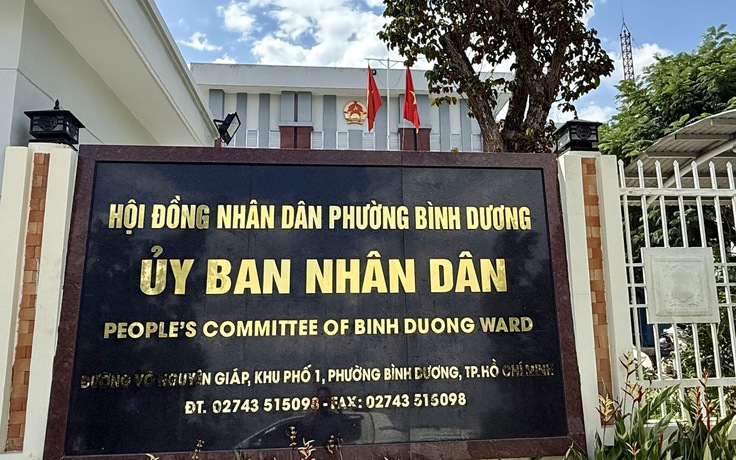 HỘI ĐỒNG NHÂN DÂN PHƯỜNG BÌNH DƯƠNG
ỦY BAN NHÂN DÂN
PEOPLE'S COMMITTEE OF BINH DUONG WARD
ĐƯỜNG VÕ NGUYÊN GIÁP, KHU PHỐ 1, PHƯỜNG BÌNH DƯƠNG, TP.HỒ CHÍ MINH
ĐT. 02743 515098 - FAX: 02743 515098